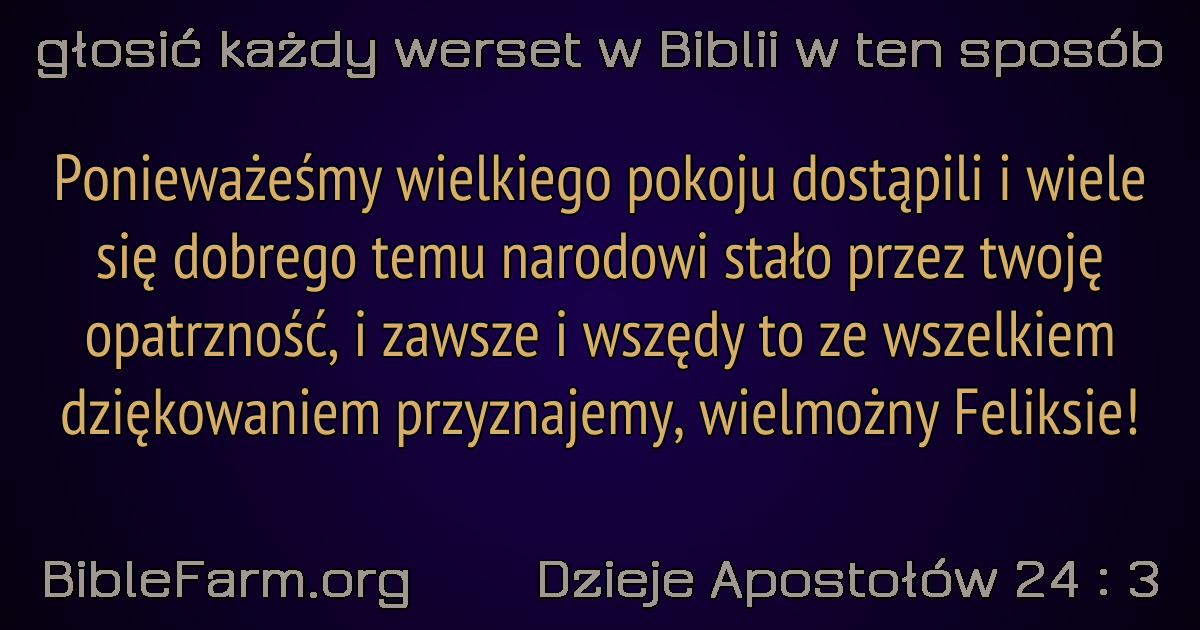 głosić każdy werset w Biblii w ten sposób
Ponieważeśmy wielkiego pokoju dostąpili i wiele
się dobrego temu narodowi stało przez twoję
opatrzność, i zawsze i wszędy to ze wszelkiem
dziękowaniem przyznajemy, wielmożny Feliksie!
BibleFarm.org Dzieje Apostołów 24 : 3